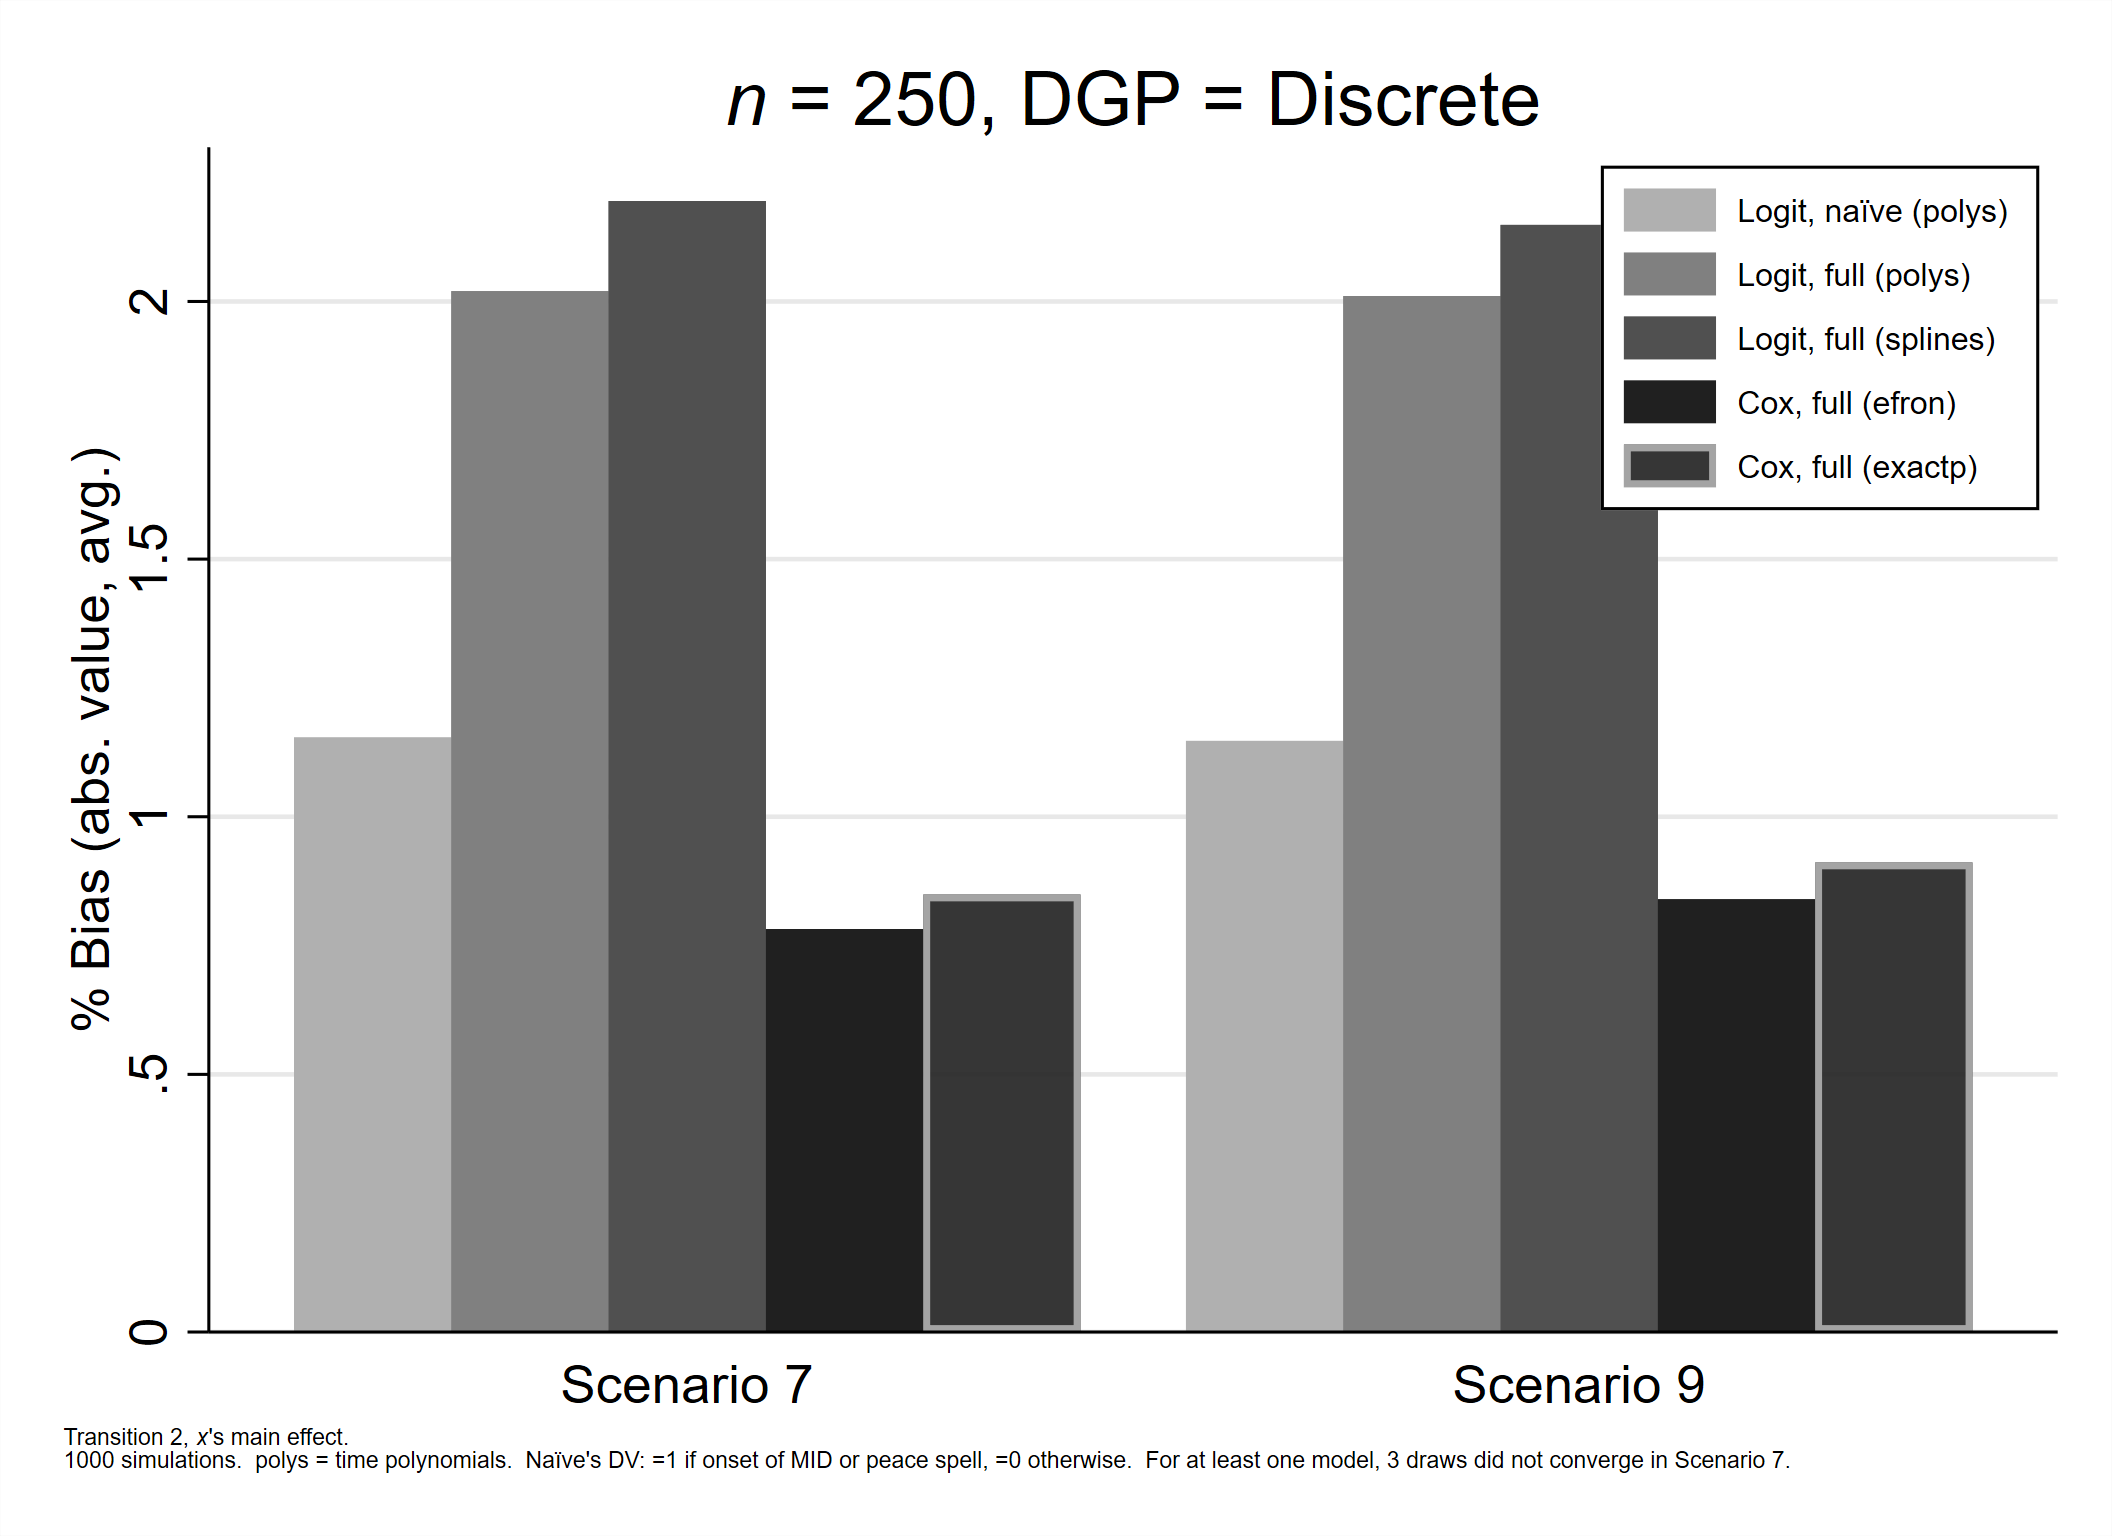 n = 250, DGP = Discrete
% Bias (abs. value, avg.)
2
1.5
1
.5
0
Logit, naïve (polys)
Logit, full (polys)
Logit, full (splines)
Cox, full (efron)
Cox, full (exactp)
Scenario 7
Scenario 9
Transition 2, x's main effect.
1000 simulations.  polys = time polynomials.  Naïve's DV: =1 if onset of MID or peace spell, =0 otherwise.  For at least one model, 3 draws did not converge in Scenario 7.